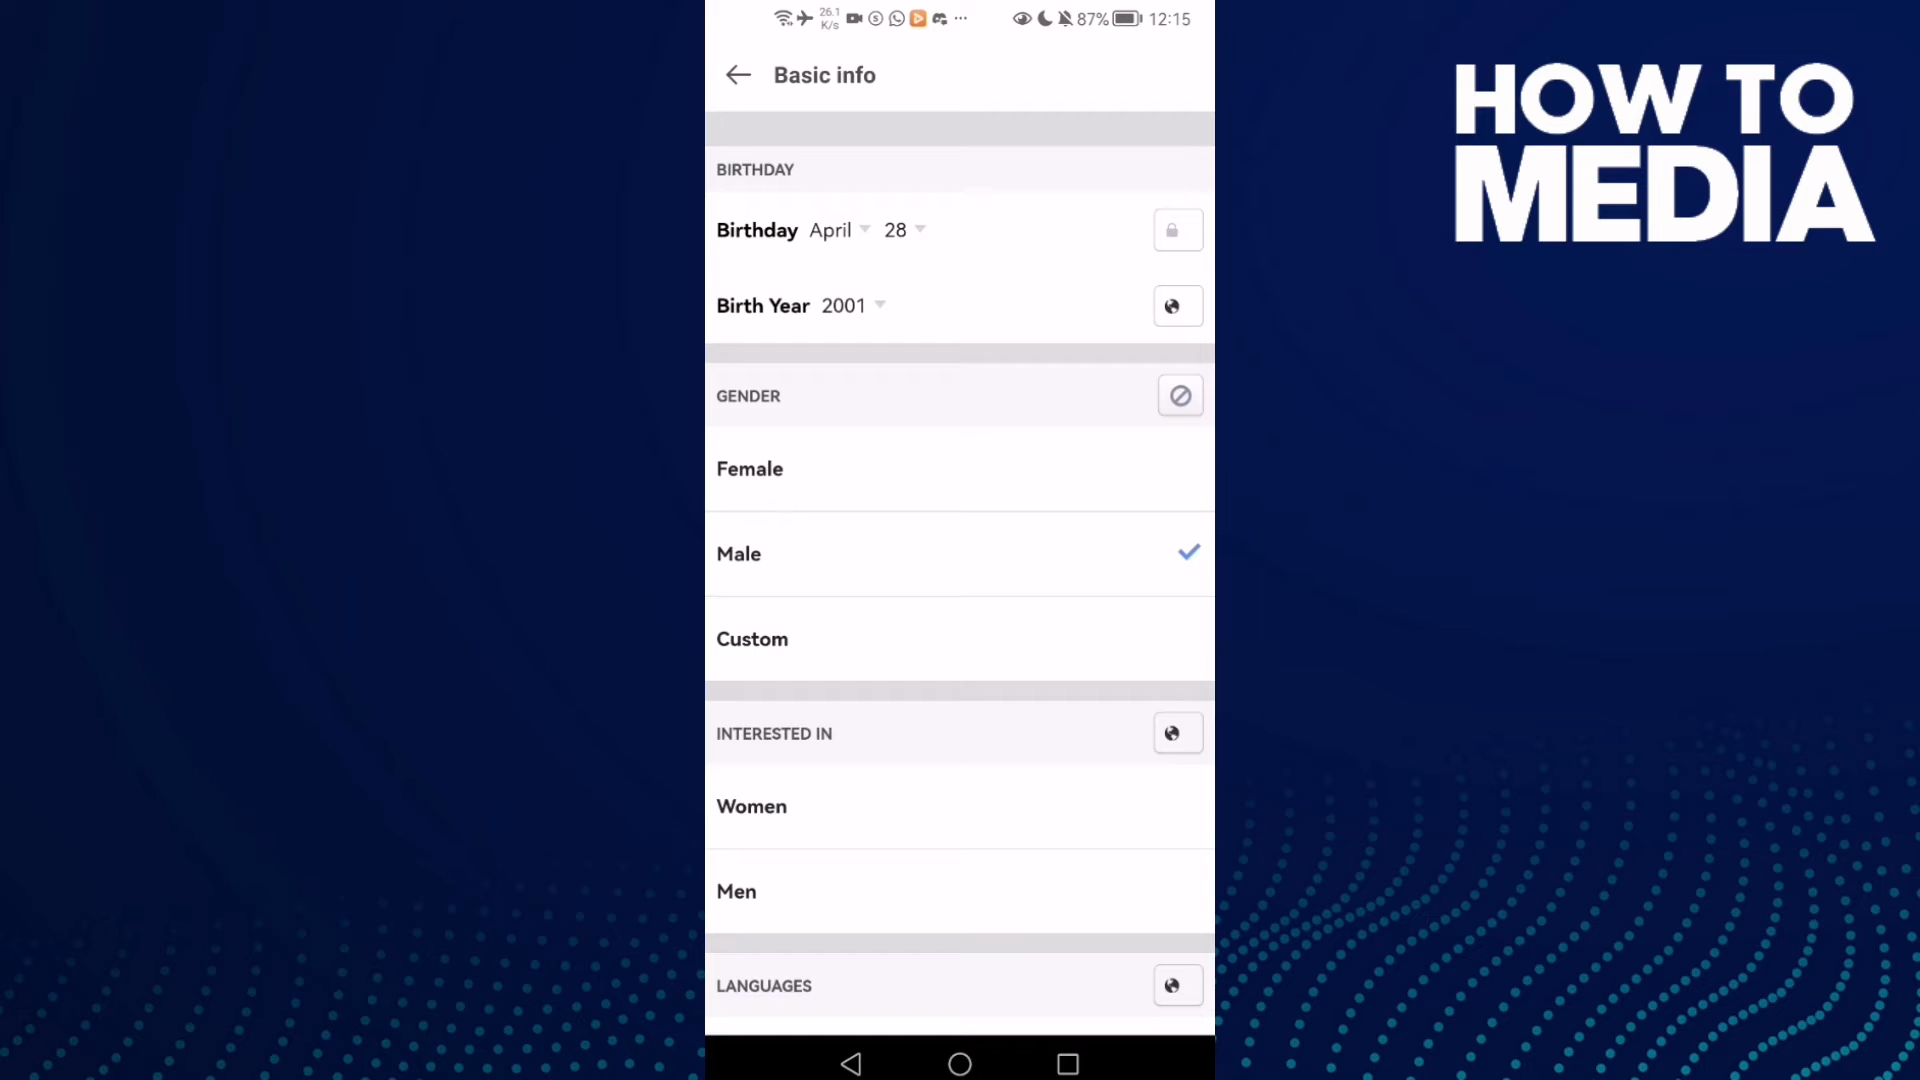 26.1
K/s
87%
12:15
HOW TO
MEDIA
Basic info
BIRTHDAY
Birthday April 28
Birth Year 2001
GENDER
Female
Male
Custom
INTERESTED IN
Women
Men
LANGUAGES